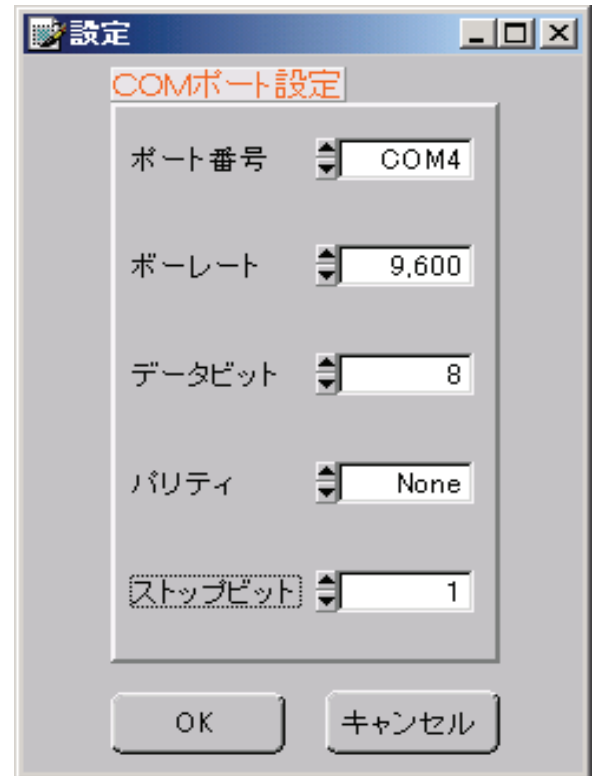 設定
COMポート設定
ポート番号 COM4
ボーレート 9,600
データビット 8
パリティ None
ストップビット 1
OK キャンセル